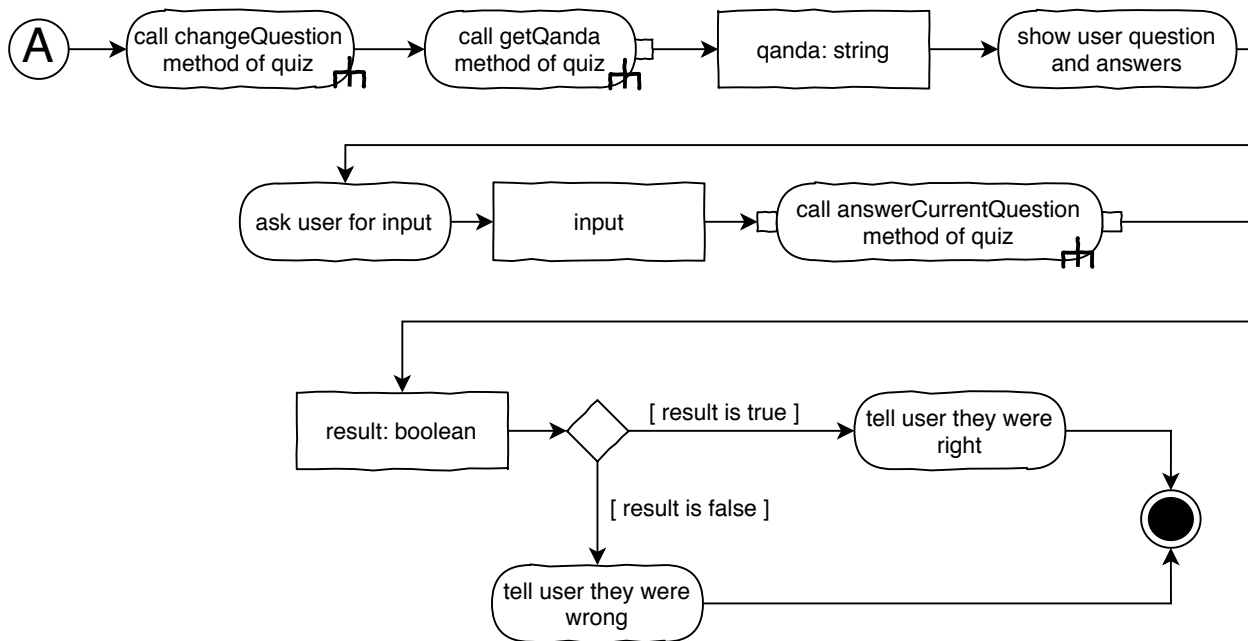 A
call changeQuestion
method of quiz
call getQanda
method of quiz
qanda: string
show user question
and answers
ask user for input
input
call answerCurrentQuestion
method of quiz
result: boolean
[ result is true ]
tell user they were
right
[ result is false ]
tell user they were
wrong